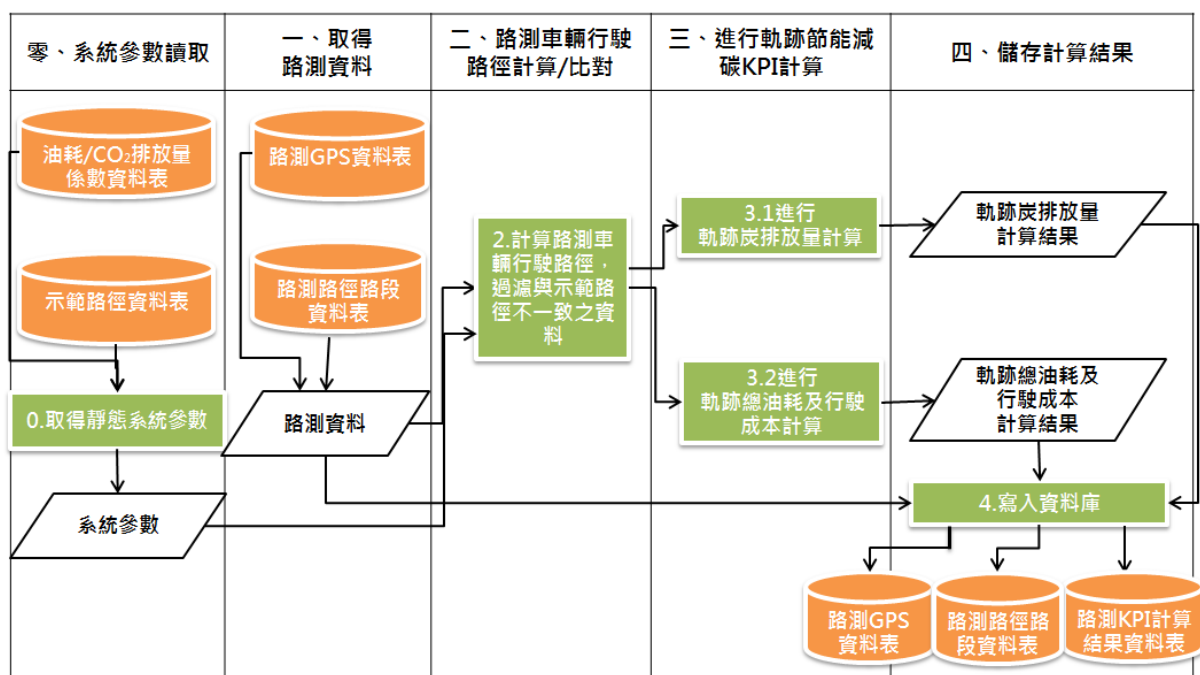 零、系統參數讀取
一、取得
路測資料
二、路測車輛行駛
路徑計算/比對
三、進行軌跡節能減
碳KPI計算
四、儲存計算結果
油耗/CO₂排放量
係數資料表
示範路徑資料表
0.取得靜態系統參數
系統參數
路測GPS資料表
路測路徑路段
資料表
路測資料
2.計算路測車
輛行駛路徑，
過濾與示範路
徑不一致之資
料
3.1進行
軌跡炭排放量計算
3.2進行
軌跡總油耗及行駛
成本計算
軌跡炭排放量
計算結果
軌跡總油耗及
行駛成本
計算結果
4.寫入資料庫
路測GPS
資料表
路測路徑路
段資料表
路測KPI計算
結果資料表